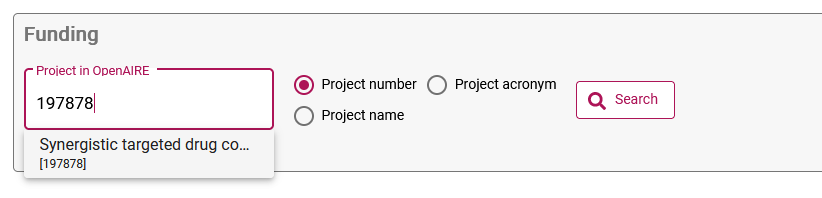 Funding
Project in OpenAIRE
197878
Project number
Project acronym
Project name
Search
Synergistic targeted drug co...
[197878]